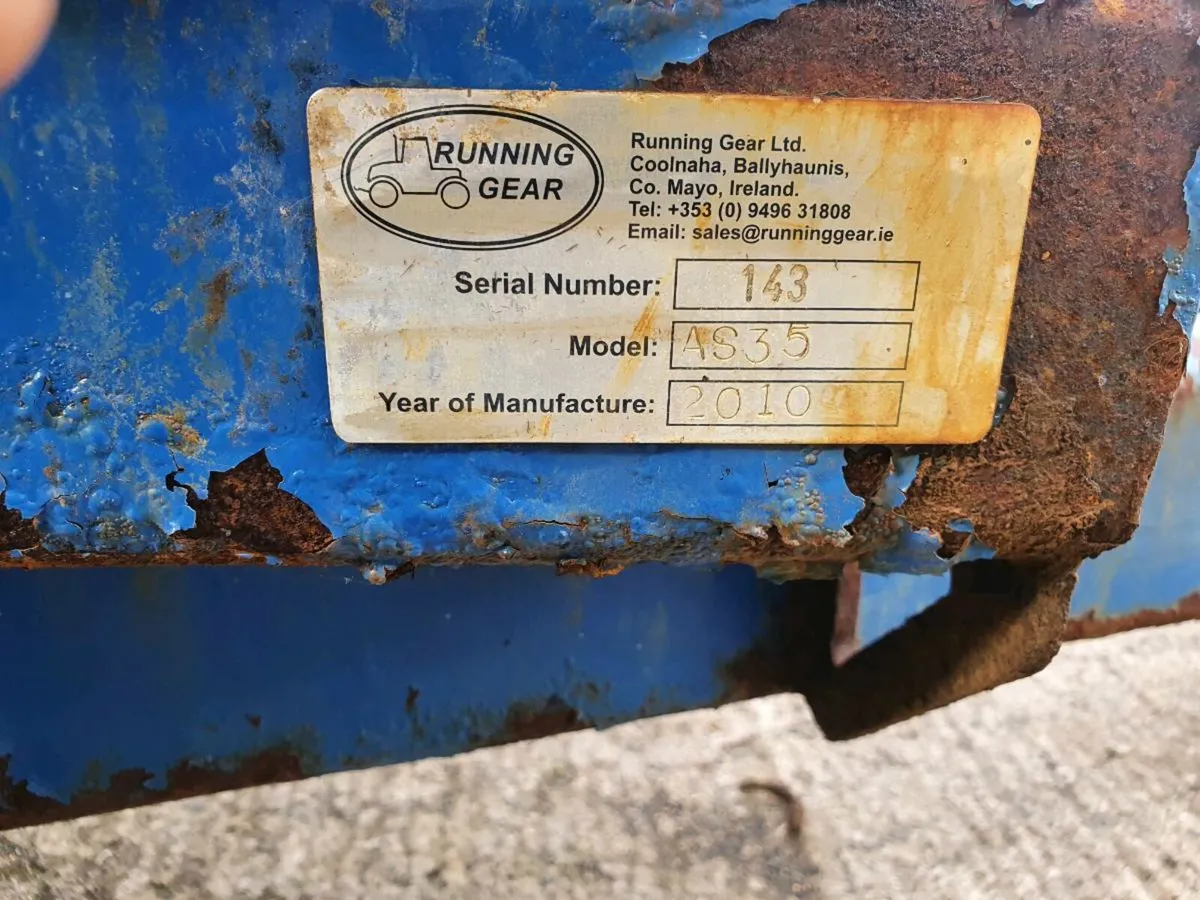 RUNNING
GEAR
Running Gear Ltd.
Coolnaha, Ballyhaunis,
Co. Mayo, Ireland.
Tel: +353 (0) 9496 31808
Email: sales@runninggear.ie
Serial Number: 143
Model: AS35
Year of Manufacture: 2010